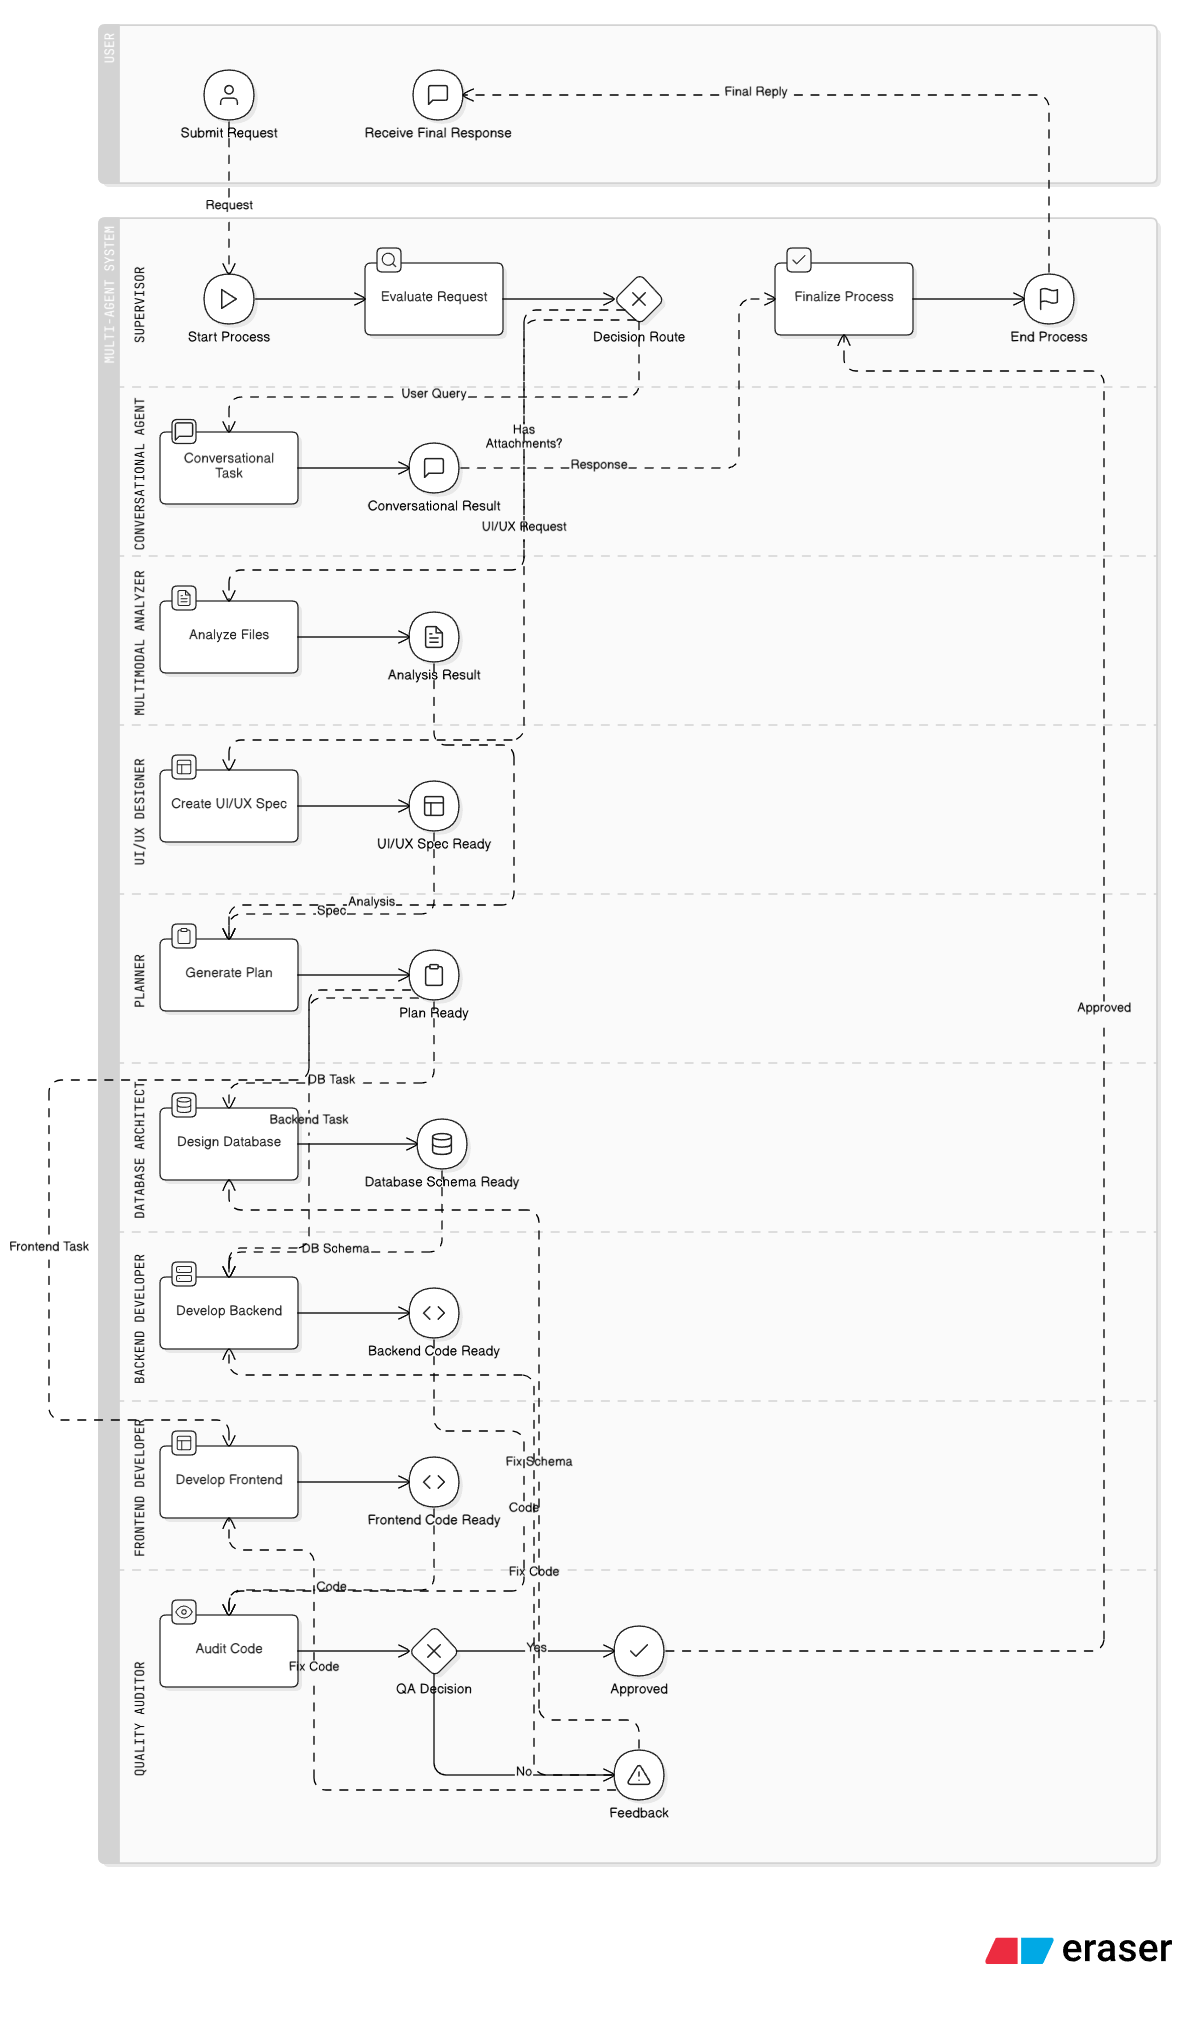 USER
Submit Request
Receive Final Response
Final Reply
Request
MULTI-AGENT SYSTEM
SUPERVISOR
Start Process
Evaluate Request
Decision Route
Finalize Process
End Process
CONVERSATIONAL AGENT
User Query
Has
Attachments?
Conversational
Task
Response
Conversational Result
UI/UX Request
MULTIMODAL ANALYZER
Analyze Files
Analysis Result
UI/UX DESIGNER
Create UI/UX Spec
UI/UX Spec Ready
PLANNER
Analysis
Spec
Generate Plan
Plan Ready
Approved
DATABASE ARCHITECT
DB Task
Backend Task
Design Database
Database Schema Ready
Frontend Task
BACKEND DEVELOPER
DB Schema
Develop Backend
Backend Code Ready
FRONTEND DEVELOPER
Fix Schema
Develop Frontend
Code
Frontend Code Ready
Fix Code
QUALITY AUDITOR
Code
Audit Code
Yes
Fix Code
QA Decision
Approved
No
Feedback
eraser